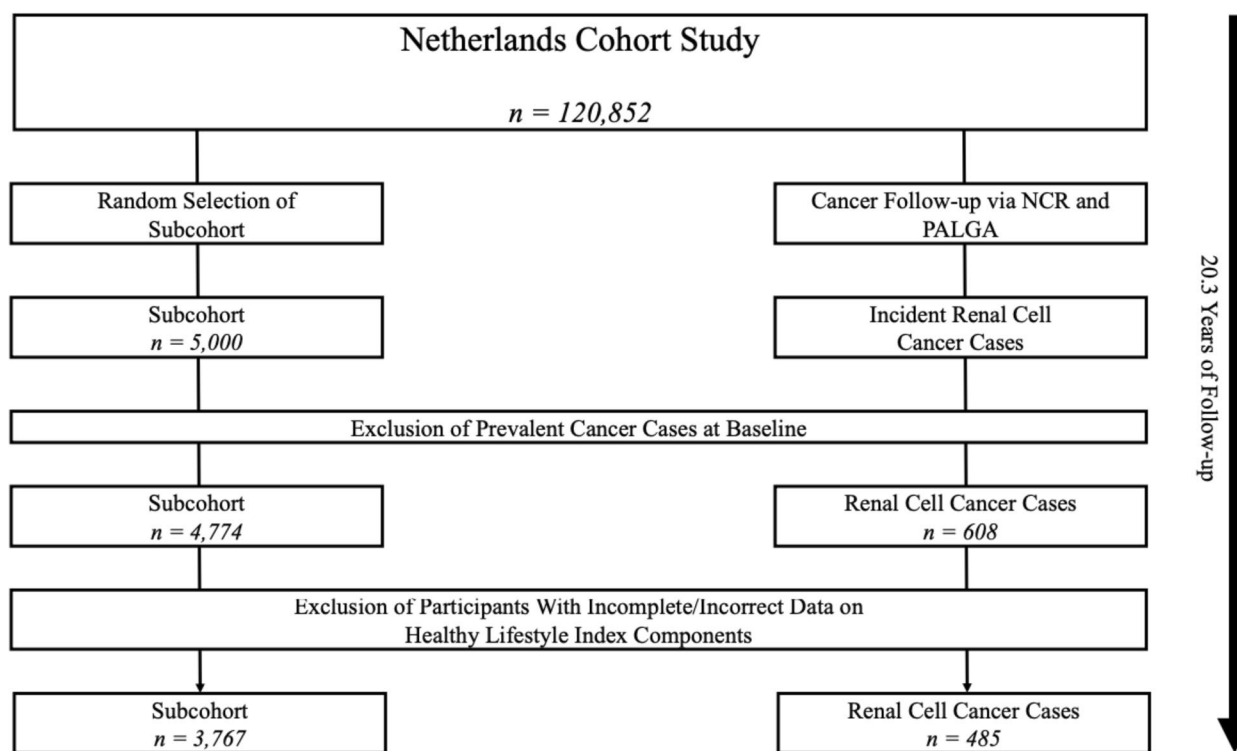 Netherlands Cohort Study
n = 120,852
Random Selection of
Subcohort
Cancer Follow-up via NCR and
PALGA
Subcohort
n = 5,000
Incident Renal Cell
Cancer Cases
Exclusion of Prevalent Cancer Cases at Baseline
Subcohort
n = 4,774
Renal Cell Cancer Cases
n = 608
Exclusion of Participants With Incomplete/Incorrect Data on
Healthy Lifestyle Index Components
Subcohort
n = 3,767
Renal Cell Cancer Cases
n = 485
20.3 Years of Follow-up